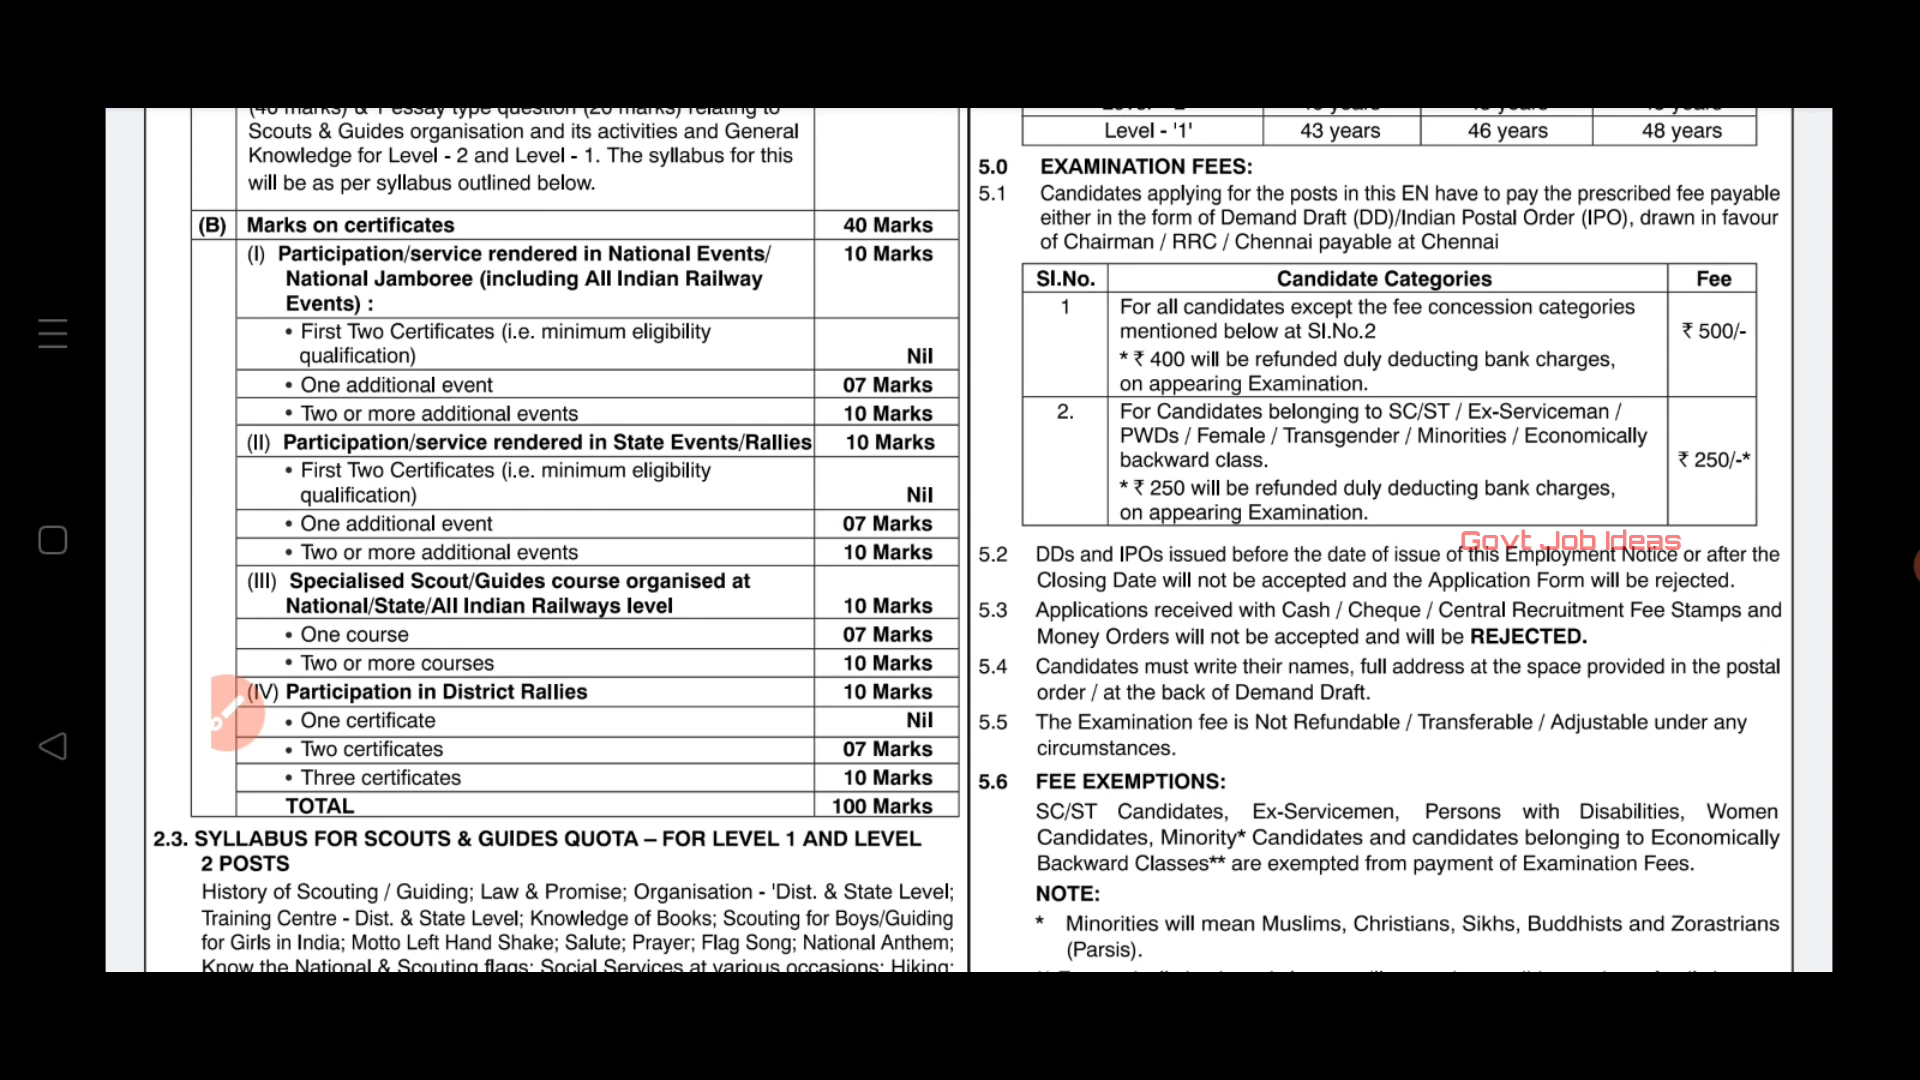 (40 marks) & 1 essay type question (20 marks) relating to
Scouts & Guides organisation and its activities and General
Knowledge for Level - 2 and Level - 1. The syllabus for this
will be as per syllabus outlined below.
(B) Marks on certificates 40 Marks
(I) Participation/service rendered in National Events/ 10 Marks
National Jamboree (including All Indian Railway
Events) :
• First Two Certificates (i.e. minimum eligibility
qualification) Nil
• One additional event 07 Marks
• Two or more additional events 10 Marks
(II) Participation/service rendered in State Events/Rallies 10 Marks
• First Two Certificates (i.e. minimum eligibility
qualification) Nil
• One additional event 07 Marks
• Two or more additional events 10 Marks
(III) Specialised Scout/Guides course organised at
National/State/All Indian Railways level 10 Marks
• One course 07 Marks
• Two or more courses 10 Marks
(IV) Participation in District Rallies 10 Marks
• One certificate Nil
• Two certificates 07 Marks
• Three certificates 10 Marks
TOTAL 100 Marks
2.3. SYLLABUS FOR SCOUTS & GUIDES QUOTA – FOR LEVEL 1 AND LEVEL
2 POSTS
History of Scouting / Guiding; Law & Promise; Organisation - 'Dist. & State Level;
Training Centre - Dist. & State Level; Knowledge of Books; Scouting for Boys/Guiding
for Girls in India; Motto Left Hand Shake; Salute; Prayer; Flag Song; National Anthem;
Know the National & Scouting flags; Social Services at various occasions; Hiking;
Level - '1' 43 years 46 years 48 years
5.0 EXAMINATION FEES:
5.1 Candidates applying for the posts in this EN have to pay the prescribed fee payable
either in the form of Demand Draft (DD)/Indian Postal Order (IPO), drawn in favour
of Chairman / RRC / Chennai payable at Chennai
Sl.No. Candidate Categories Fee
1 For all candidates except the fee concession categories
mentioned below at Sl.No.2 ₹ 500/-
* ₹ 400 will be refunded duly deducting bank charges,
on appearing Examination.
2. For Candidates belonging to SC/ST / Ex-Serviceman /
PWDs / Female / Transgender / Minorities / Economically
backward class. ₹ 250/-*
* ₹ 250 will be refunded duly deducting bank charges,
on appearing Examination.
Govt Job Ideas
5.2 DDs and IPOs issued before the date of issue of this Employment Notice or after the
Closing Date will not be accepted and the Application Form will be rejected.
5.3 Applications received with Cash / Cheque / Central Recruitment Fee Stamps and
Money Orders will not be accepted and will be REJECTED.
5.4 Candidates must write their names, full address at the space provided in the postal
order / at the back of Demand Draft.
5.5 The Examination fee is Not Refundable / Transferable / Adjustable under any
circumstances.
5.6 FEE EXEMPTIONS:
SC/ST Candidates, Ex-Servicemen, Persons with Disabilities, Women
Candidates, Minority* Candidates and candidates belonging to Economically
Backward Classes** are exempted from payment of Examination Fees.
NOTE:
* Minorities will mean Muslims, Christians, Sikhs, Buddhists and Zorastrians
(Parsis).